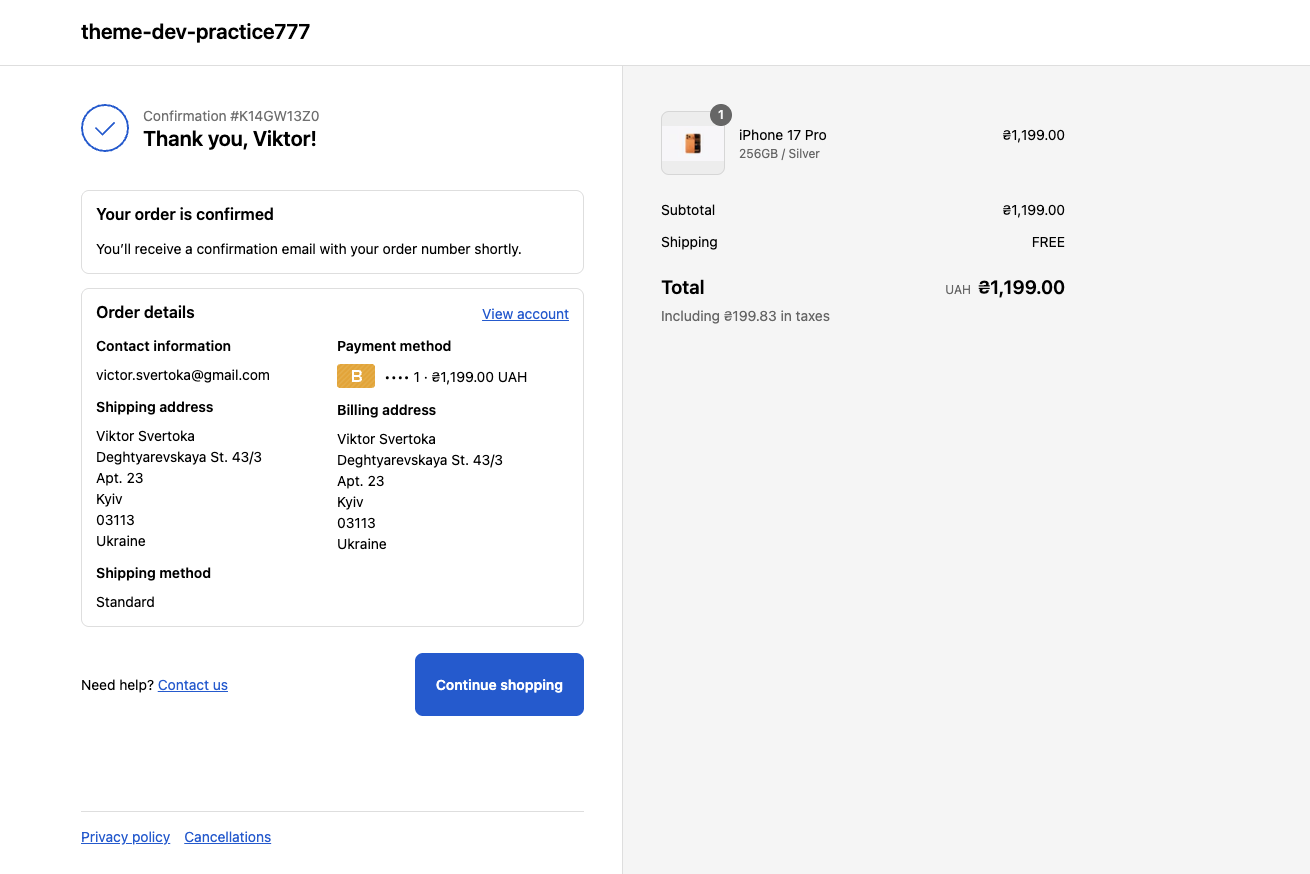 theme-dev-practice777
Confirmation #K14GW13Z0
Thank you, Viktor!
Your order is confirmed
You’ll receive a confirmation email with your order number shortly.
Order details
View account
Contact information
victor.svertoka@gmail.com
Shipping address
Viktor Svertoka
Deghtyarevskaya St. 43/3
Apt. 23
Kyiv
03113
Ukraine
Shipping method
Standard
Payment method
B •••• 1 · ₴1,199.00 UAH
Billing address
Viktor Svertoka
Deghtyarevskaya St. 43/3
Apt. 23
Kyiv
03113
Ukraine
Need help? Contact us
Continue shopping
Privacy policy Cancellations
1
iPhone 17 Pro ₴1,199.00
256GB / Silver
Subtotal ₴1,199.00
Shipping FREE
Total UAH ₴1,199.00
Including ₴199.83 in taxes